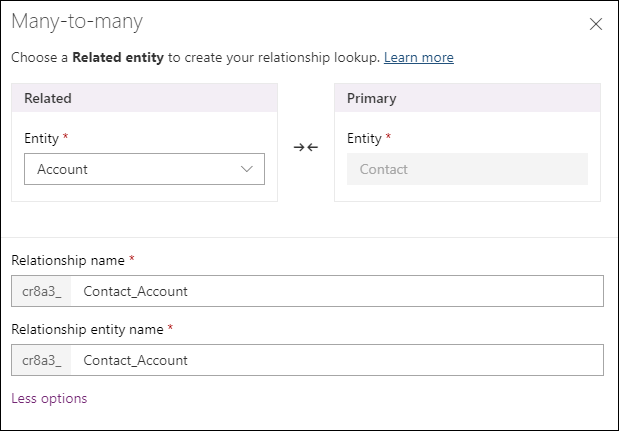 Many-to-many
Choose a Related entity to create your relationship lookup. Learn more
Related
Primary
Entity *
Entity *
Account
Contact
Relationship name *
cr8a3_ Contact_Account
Relationship entity name *
cr8a3_ Contact_Account
Less options